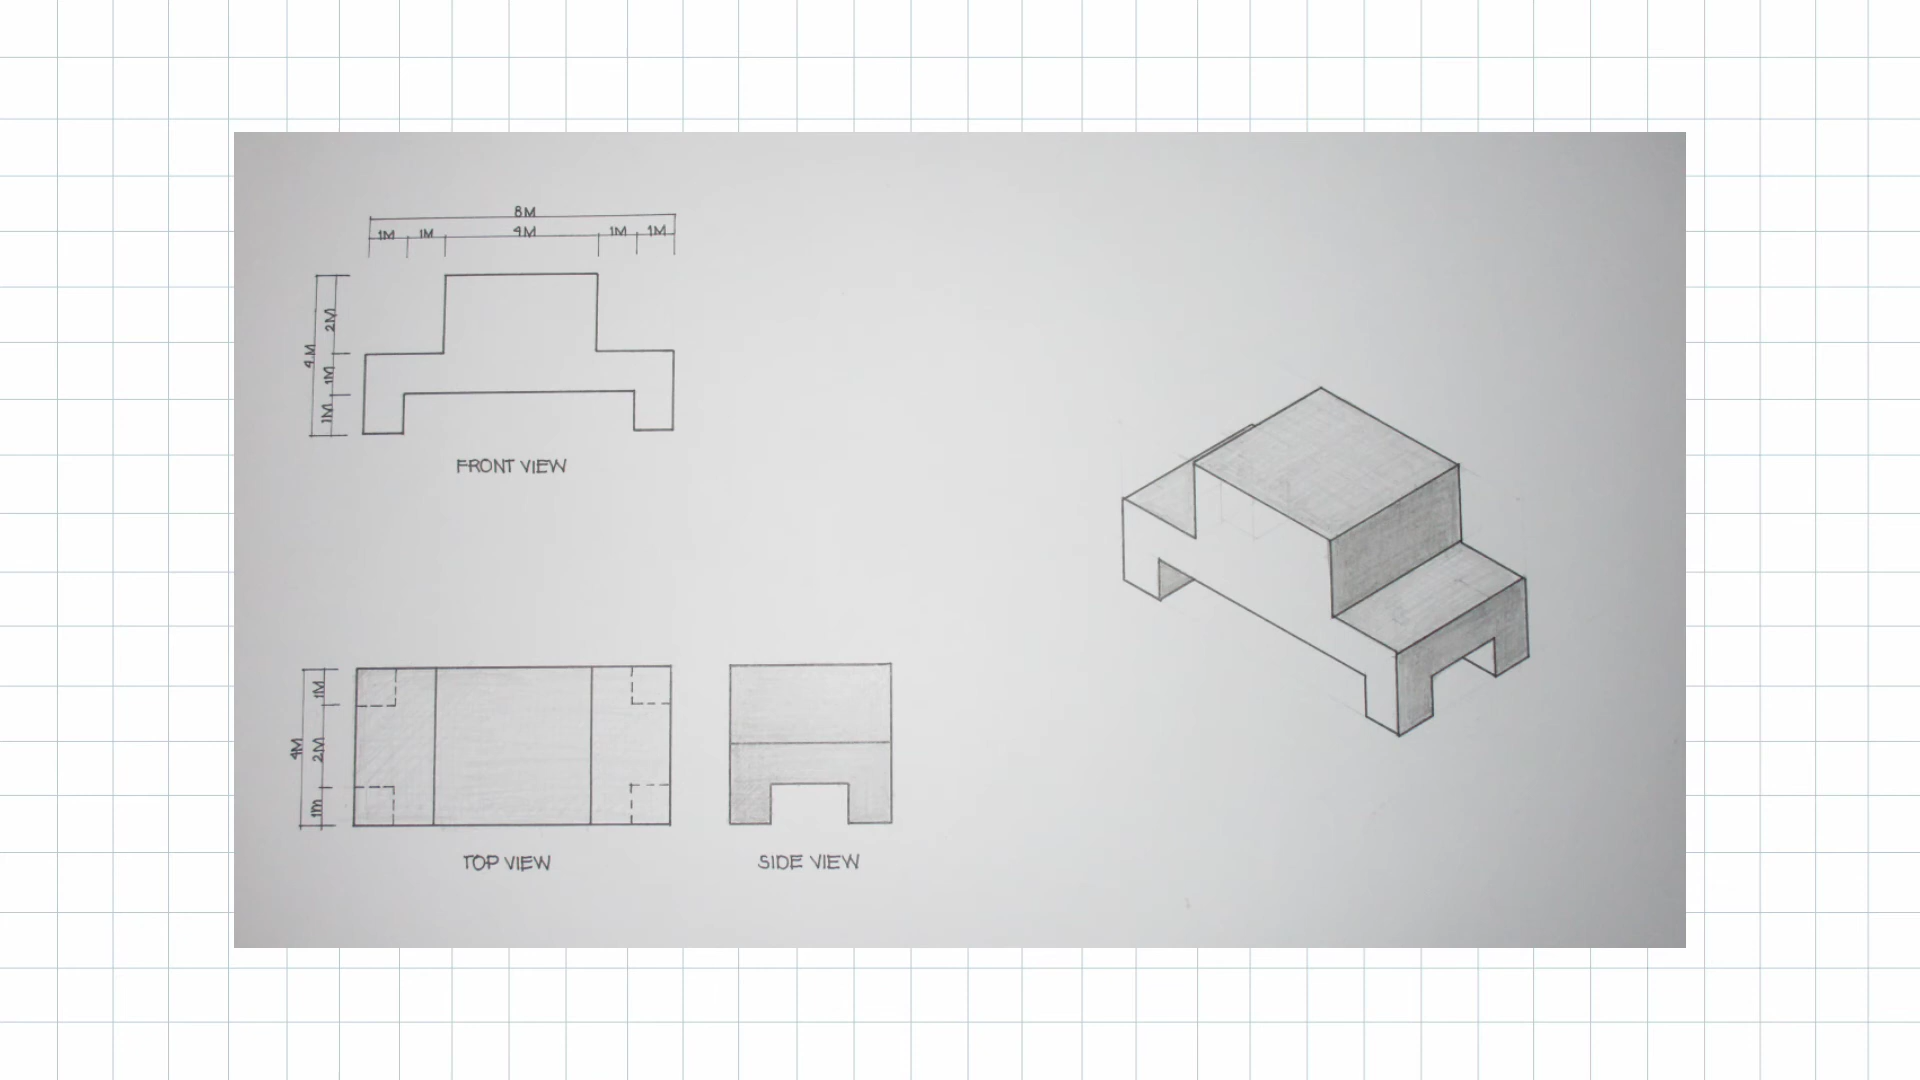 8M
1M 1M 4M 1M 1M
4M
2M
1M
1M
FRONT VIEW
4M
1M
2M
1m
TOP VIEW
SIDE VIEW